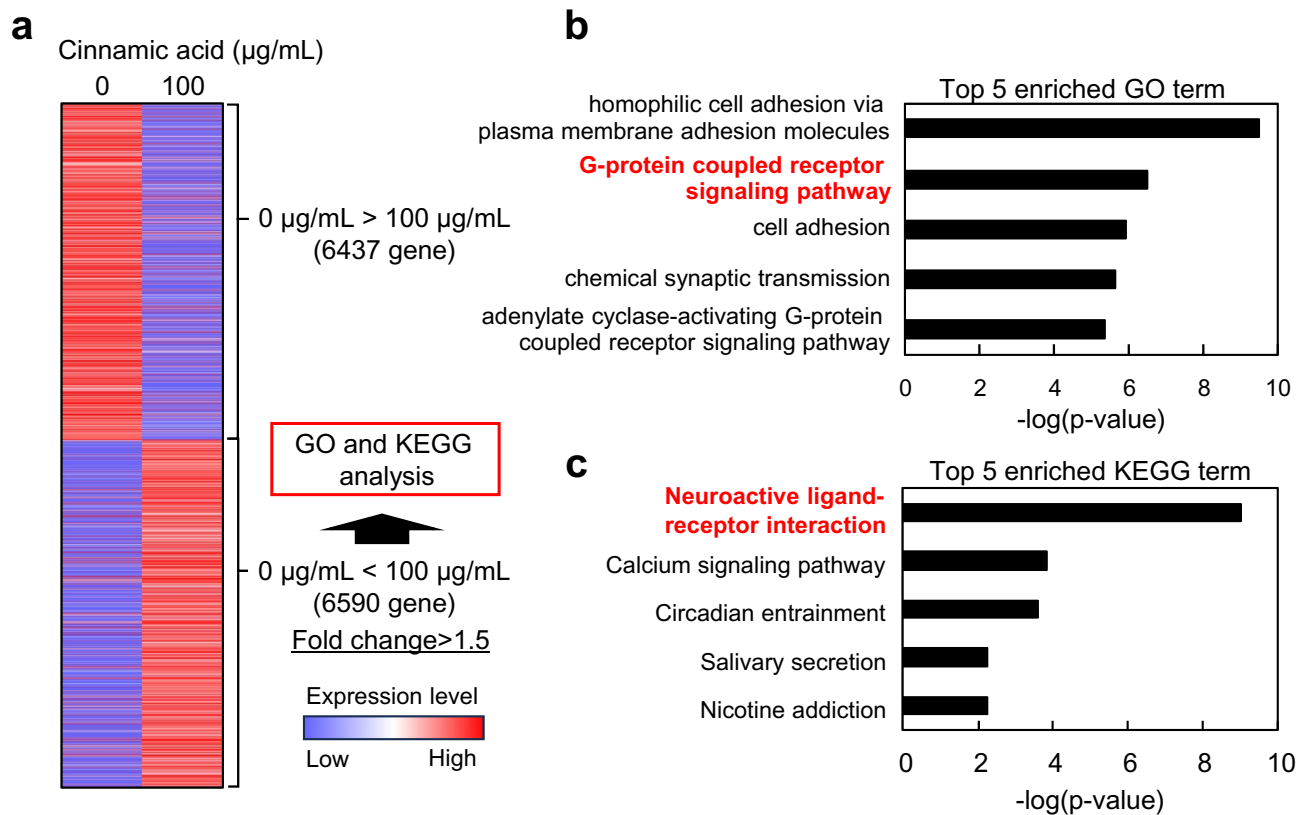 a
Cinnamic acid (µg/mL)
0 100
0 µg/mL > 100 µg/mL
(6437 gene)
GO and KEGG
analysis
0 µg/mL < 100 µg/mL
(6590 gene)
Fold change>1.5
Expression level
Low High
b
Top 5 enriched GO term
homophilic cell adhesion via
plasma membrane adhesion molecules
G-protein coupled receptor
signaling pathway
cell adhesion
chemical synaptic transmission
adenylate cyclase-activating G-protein
coupled receptor signaling pathway
0 2 4 6 8 10
-log(p-value)
c
Top 5 enriched KEGG term
Neuroactive ligand-
receptor interaction
Calcium signaling pathway
Circadian entrainment
Salivary secretion
Nicotine addiction
0 2 4 6 8 10
-log(p-value)